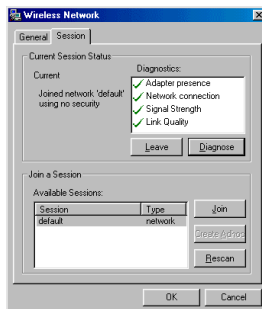 Wireless Network
General Session
Current Session Status
Current
Joined network 'default'
using no security
Diagnostics:
Adapter presence
Network connection
Signal Strength
Link Quality
Leave Diagnose
Join a Session
Available Sessions:
Session Type
default network
Join
Create Adhoc
Rescan
OK Cancel